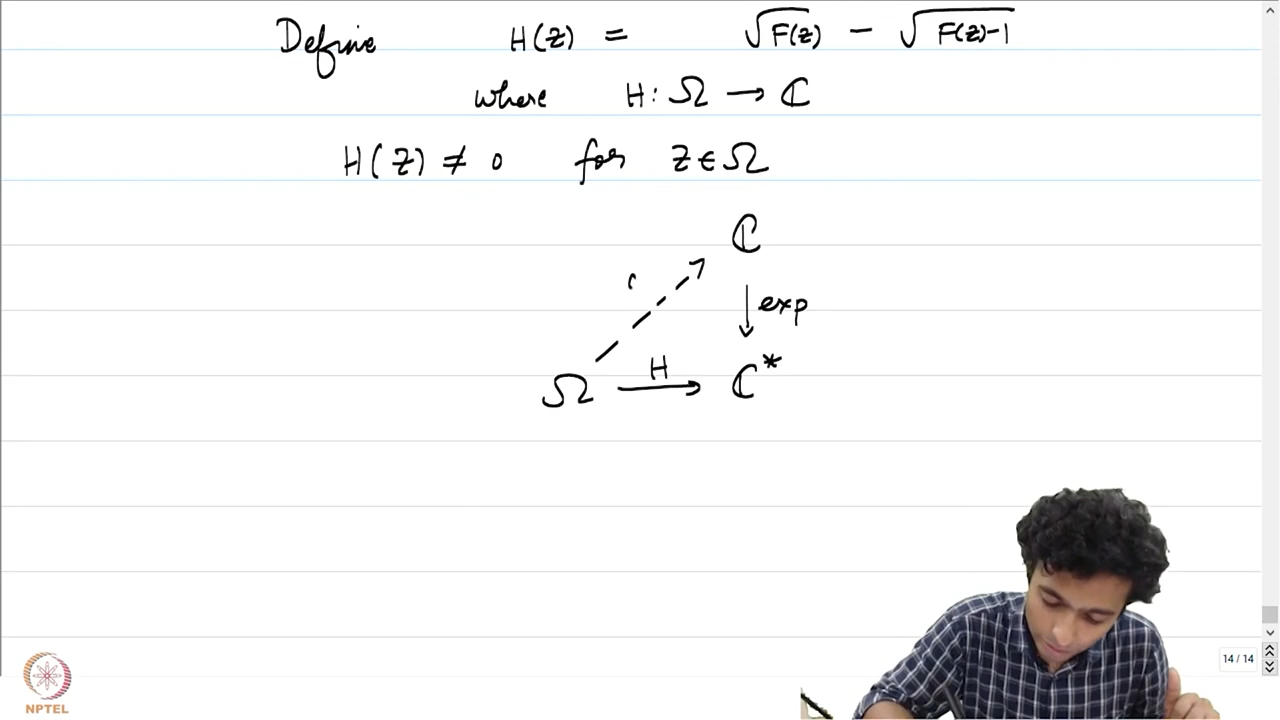 Define H(z) = √F(z) − √F(z)-1
where H: Ω → ℂ
H(z) ≠ 0 for z ∈ Ω
ℂ
exp
Ω H ℂ*
14 / 14
NPTEL